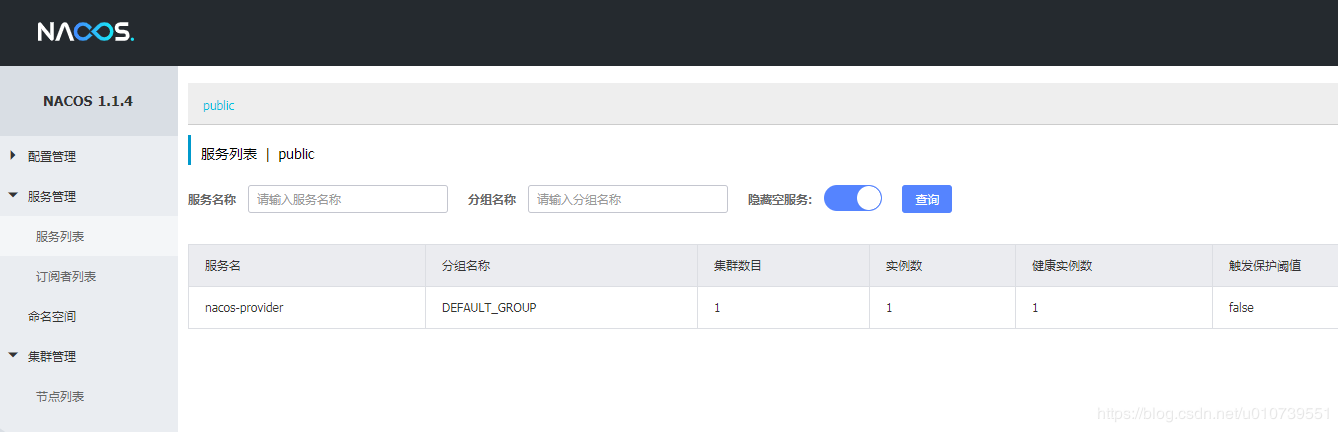 NACOS.
NACOS 1.1.4
配置管理
服务管理
服务列表
订阅者列表
命名空间
集群管理
节点列表
public
服务列表 | public
服务名称 请输入服务名称 分组名称 请输入分组名称 隐藏空服务: 查询
服务名 分组名称 集群数目 实例数 健康实例数 触发保护阈值
nacos-provider DEFAULT_GROUP 1 1 1 false
https://blog.csdn.net/u010739551